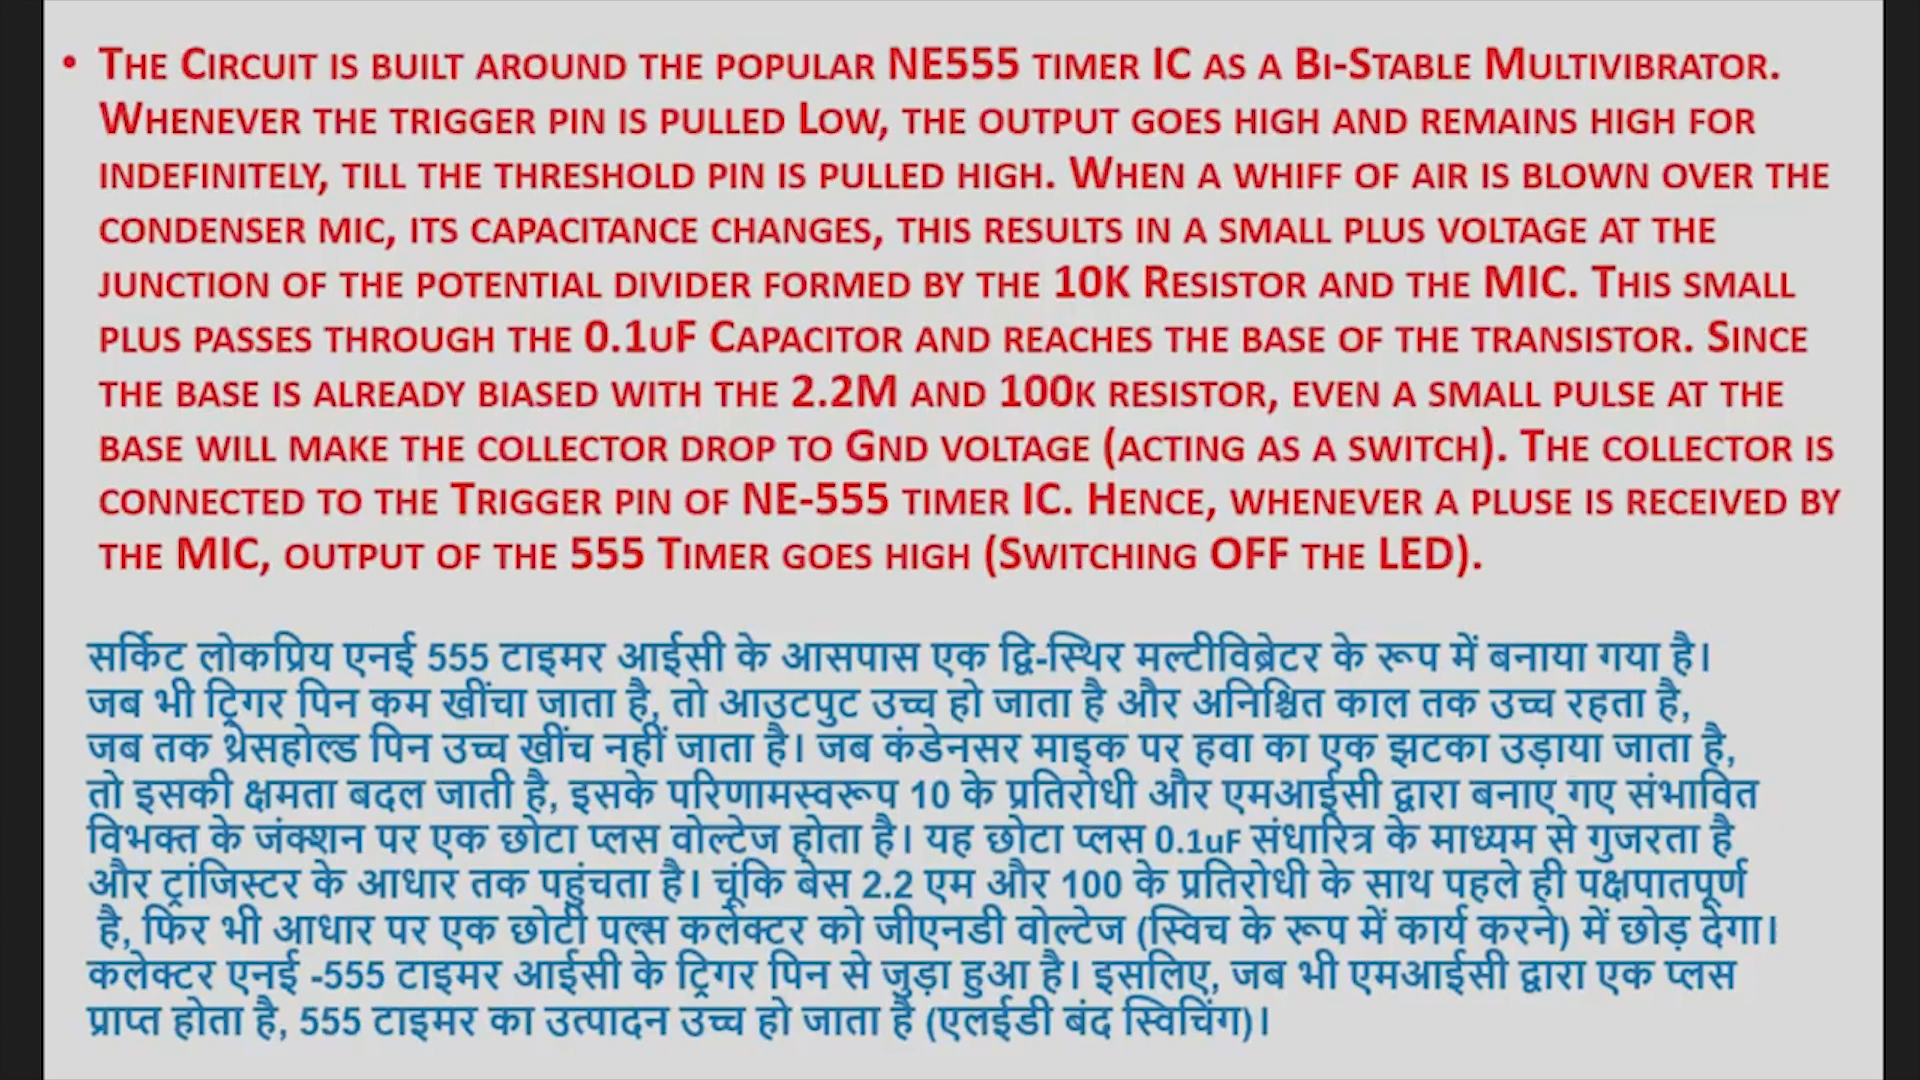 • The Circuit is built around the popular NE555 timer IC as a Bi-Stable Multivibrator.
Whenever the trigger pin is pulled Low, the output goes high and remains high for
indefinitely, till the threshold pin is pulled high. When a whiff of air is blown over the
condenser mic, its capacitance changes, this results in a small plus voltage at the
junction of the potential divider formed by the 10K Resistor and the MIC. This small
plus passes through the 0.1uF Capacitor and reaches the base of the transistor. Since
the base is already biased with the 2.2M and 100k resistor, even a small pulse at the
base will make the collector drop to Gnd voltage (acting as a switch). The collector is
connected to the Trigger pin of NE-555 timer IC. Hence, whenever a pluse is received by
the MIC, output of the 555 Timer goes high (Switching OFF the LED).
सर्किट लोकप्रिय एनई 555 टाइमर आईसी के आसपास एक द्वि-स्थिर मल्टीविब्रेटर के रूप में बनाया गया है।
जब भी ट्रिगर पिन कम खींचा जाता है, तो आउटपुट उच्च हो जाता है और अनिश्चित काल तक उच्च रहता है,
जब तक थ्रेसहोल्ड पिन उच्च खींच नहीं जाता है। जब कंडेनसर माइक पर हवा का एक झटका उड़ाया जाता है,
तो इसकी क्षमता बदल जाती है, इसके परिणामस्वरूप 10 के प्रतिरोधी और एमआईसी द्वारा बनाए गए संभावित
विभक्त के जंक्शन पर एक छोटा प्लस वोल्टेज होता है। यह छोटा प्लस 0.1uF संधारित्र के माध्यम से गुजरता है
और ट्रांजिस्टर के आधार तक पहुंचता है। चूंकि बेस 2.2 एम और 100 के प्रतिरोधी के साथ पहले ही पक्षपातपूर्ण
है, फिर भी आधार पर एक छोटी पल्स कलेक्टर को जीएनडी वोल्टेज (स्विच के रूप में कार्य करने) में छोड़ देगा।
कलेक्टर एनई -555 टाइमर आईसी के ट्रिगर पिन से जुड़ा हुआ है। इसलिए, जब भी एमआईसी द्वारा एक प्लस
प्राप्त होता है, 555 टाइमर का उत्पादन उच्च हो जाता है (एलईडी बंद स्विचिंग)।